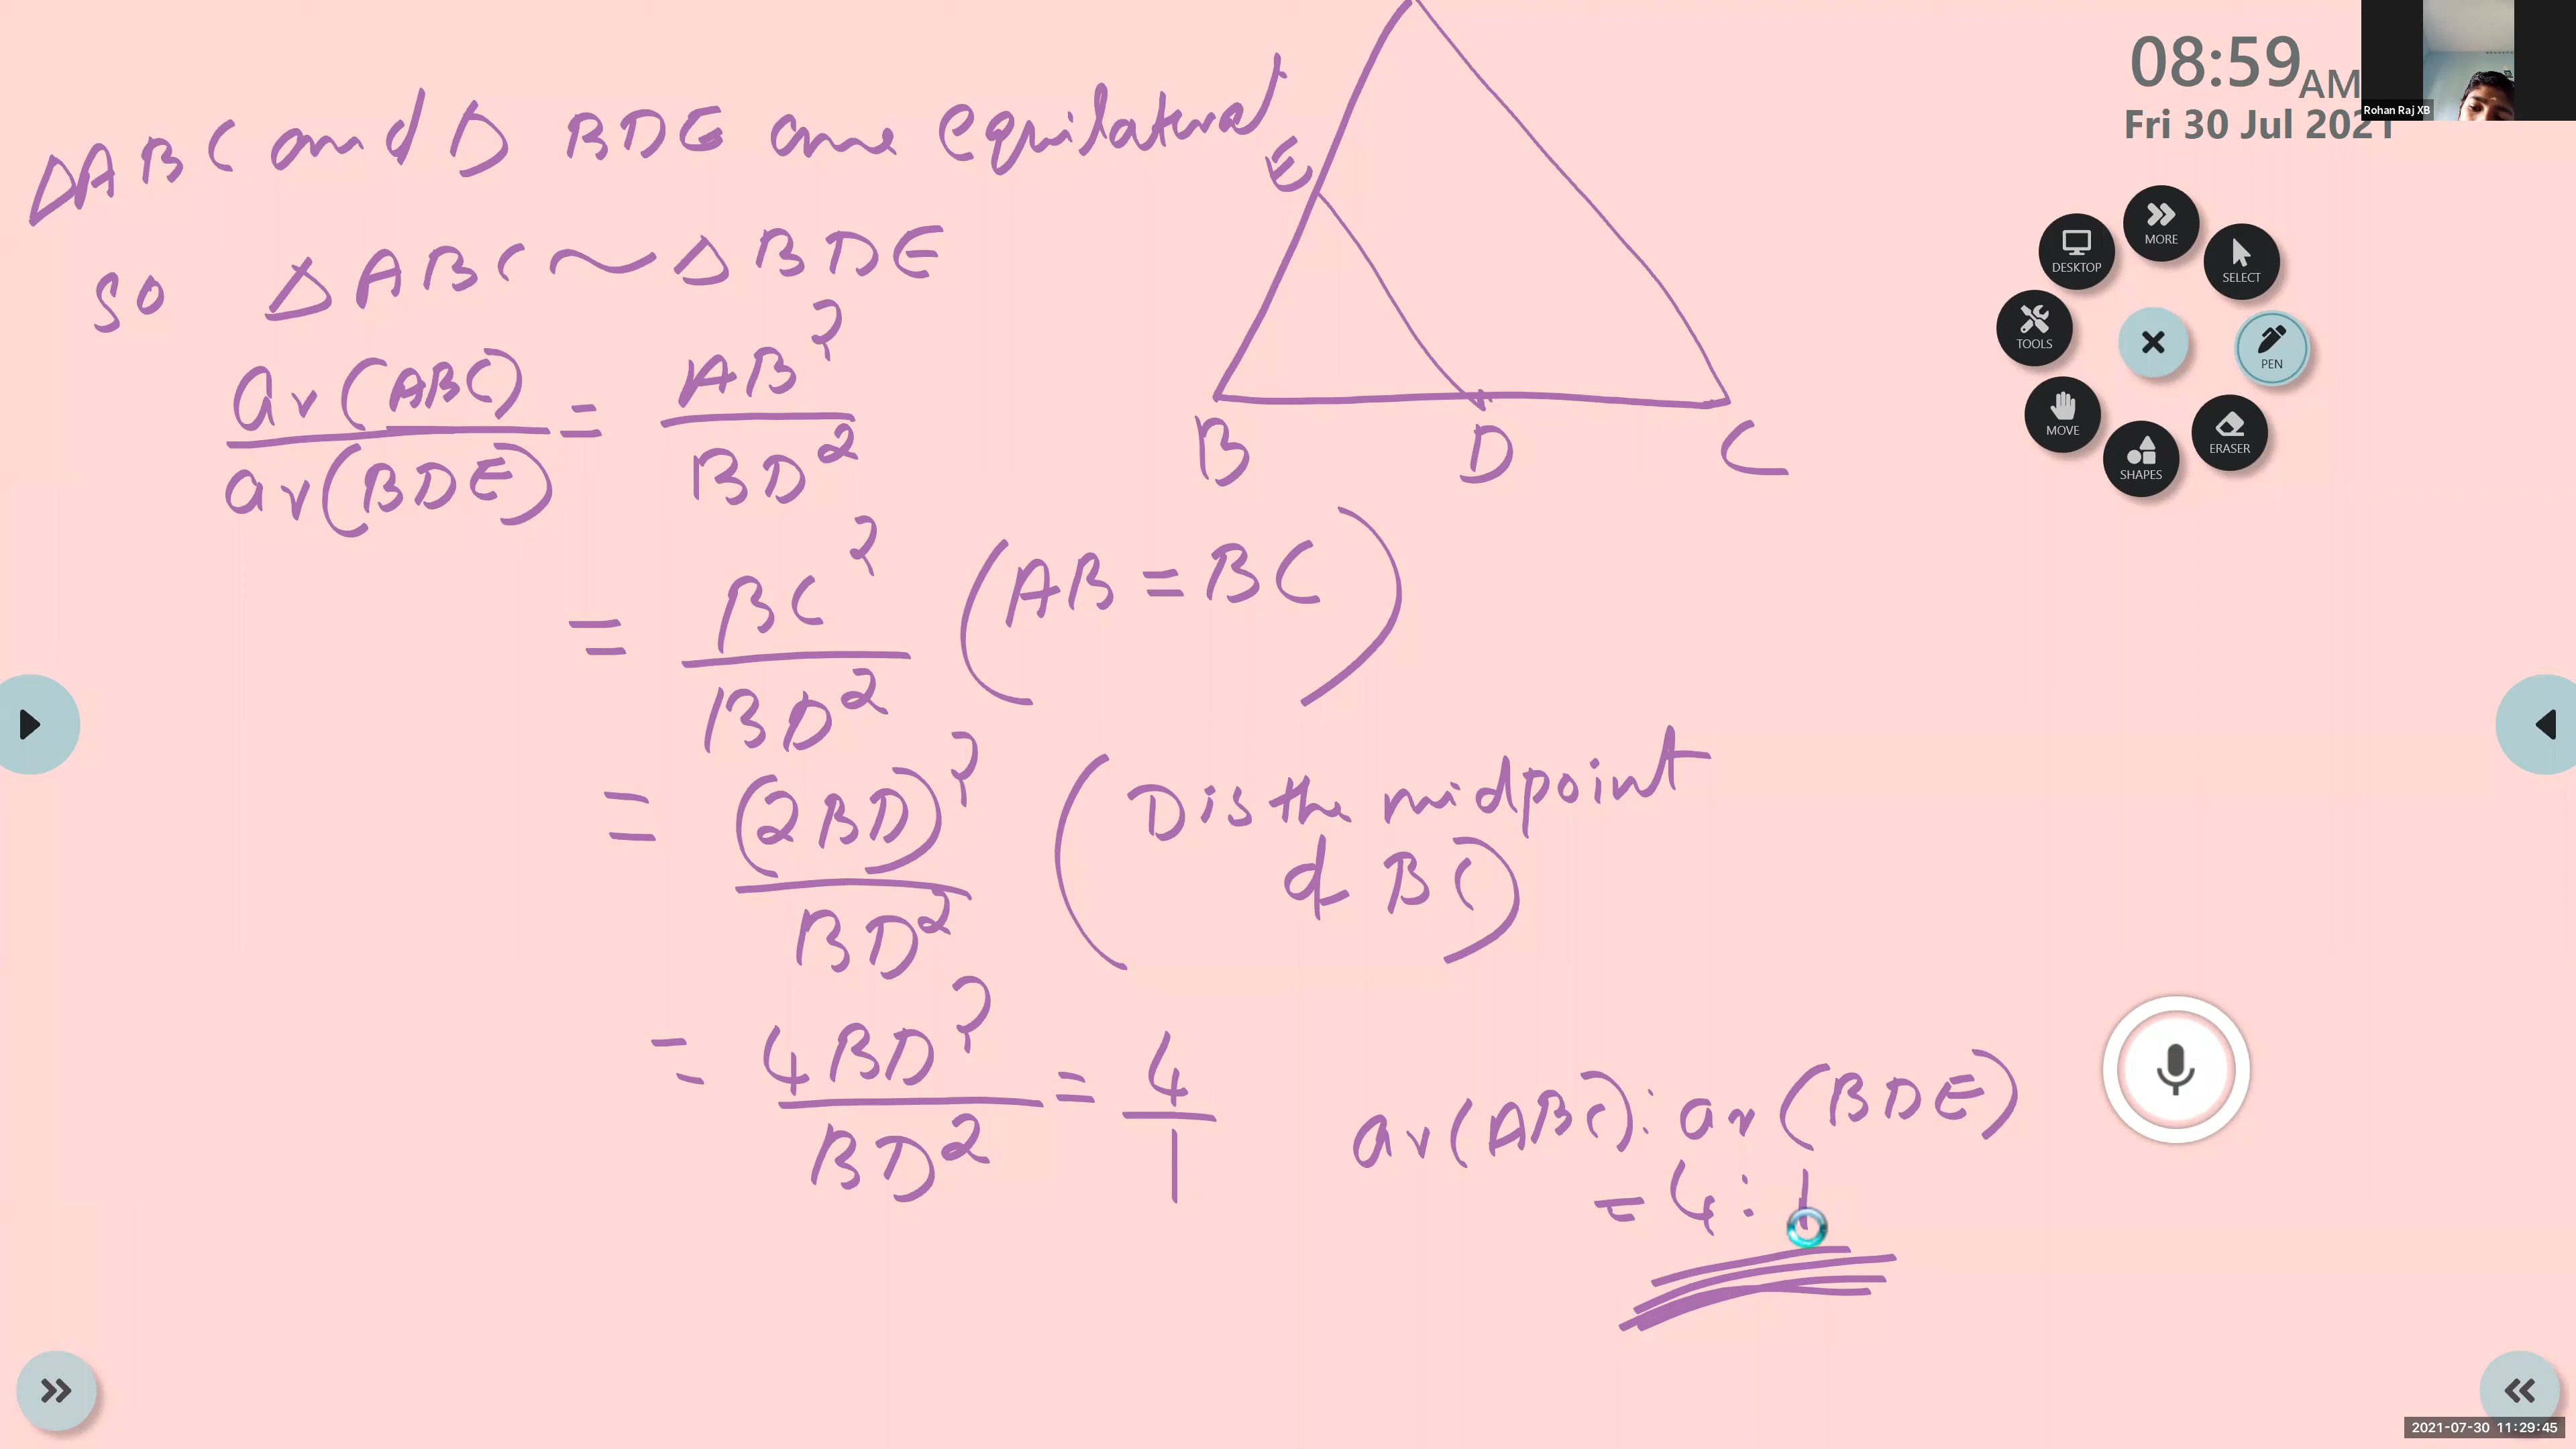 ΔABC and Δ BDE are equilateral
so ΔABC ~ ΔBDE
ar(ABC)/ar(BDE) = AB²/BD²
= BC²/BD² (AB = BC)
= (2BD)²/BD² (D is the midpoint
of BC)
= 4BD²/BD² = 4/1
ar(ABC): ar(BDE)
= 4:1
E
B D C
08:59 AM
Fri 30 Jul 2021
Rohan Raj XB
MORE
DESKTOP
SELECT
TOOLS
PEN
MOVE
ERASER
SHAPES
2021-07-30 11:29:45